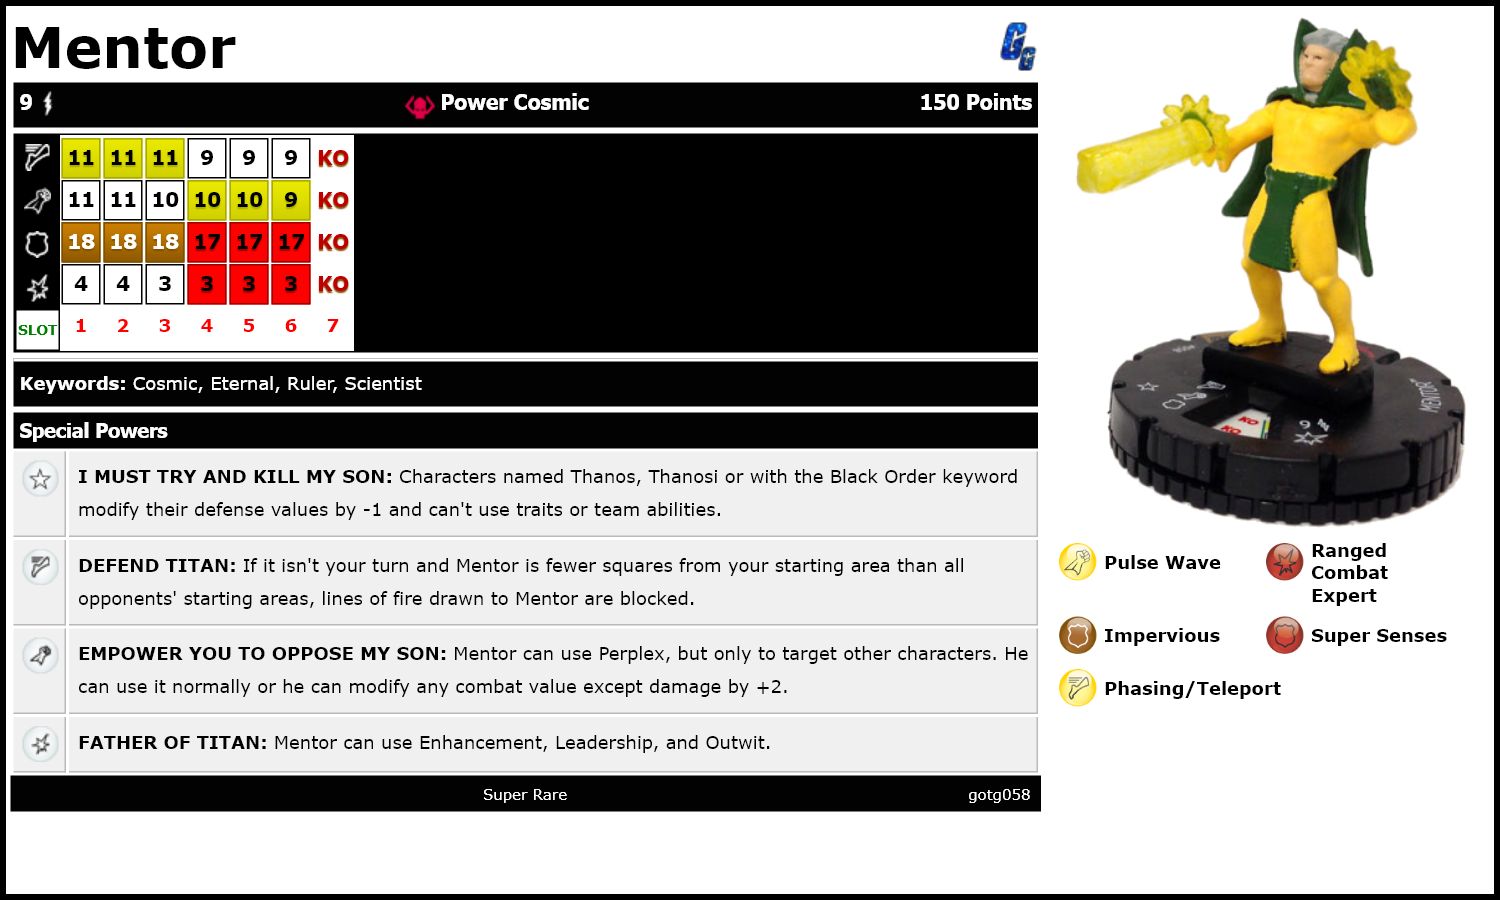 Mentor
GG
9 Power Cosmic 150 Points
11 11 11 9 9 9 KO
11 11 10 10 10 9 KO
18 18 18 17 17 17 KO
4 4 3 3 3 3 KO
SLOT 1 2 3 4 5 6 7
Keywords: Cosmic, Eternal, Ruler, Scientist
Special Powers
I MUST TRY AND KILL MY SON: Characters named Thanos, Thanosi or with the Black Order keyword
modify their defense values by -1 and can't use traits or team abilities.
DEFEND TITAN: If it isn't your turn and Mentor is fewer squares from your starting area than all
opponents' starting areas, lines of fire drawn to Mentor are blocked.
EMPOWER YOU TO OPPOSE MY SON: Mentor can use Perplex, but only to target other characters. He
can use it normally or he can modify any combat value except damage by +2.
FATHER OF TITAN: Mentor can use Enhancement, Leadership, and Outwit.
Super Rare gotg058
MENTOR
KO
KO
9
Pulse Wave
Ranged
Combat
Expert
Impervious
Super Senses
Phasing/Teleport